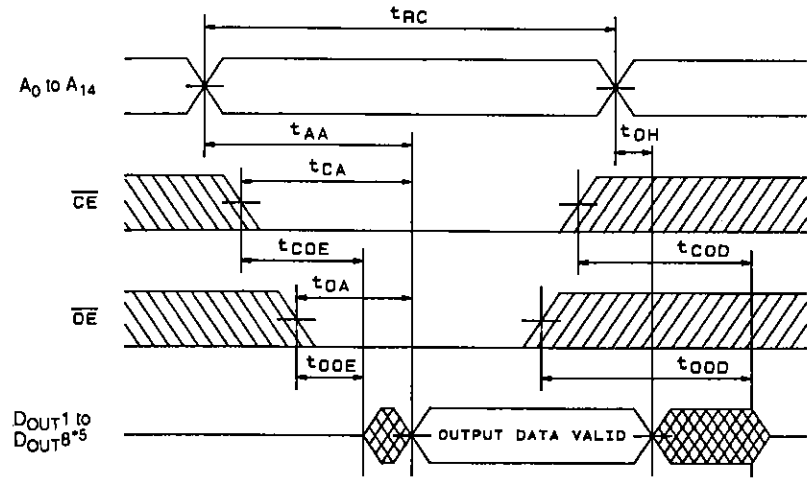 tRC
A0 to A14
tAA
tOH
tCA
CE
tCOE
tCOD
tOA
OE
tOOE
tOOD
DOUT1 to
DOUT8*5
OUTPUT DATA VALID